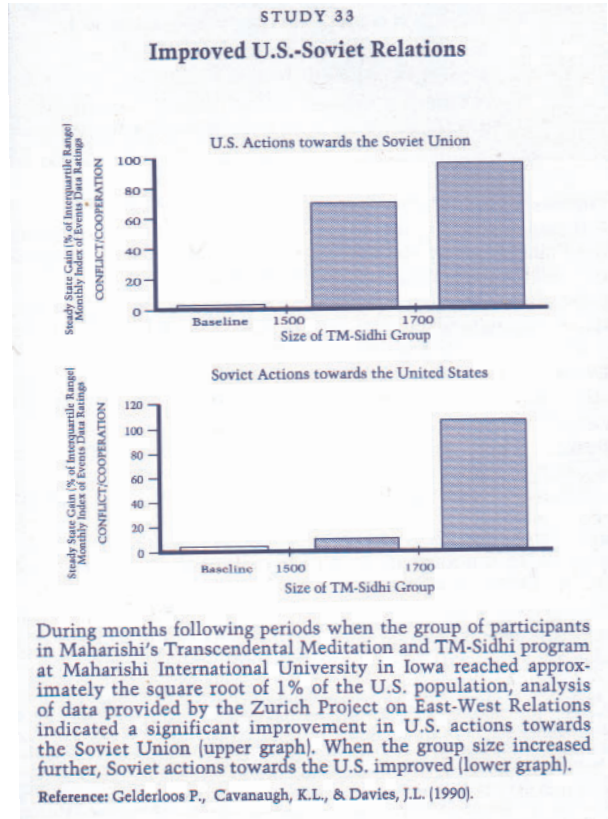 STUDY 33
Improved U.S.-Soviet Relations
U.S. Actions towards the Soviet Union
Steady State Gain (% of Interquartile Range)
Monthly Index of Events Data Ratings
CONFLICT/COOPERATION
100
80
60
40
20
0
Baseline
1500
1700
Size of TM-Sidhi Group
Soviet Actions towards the United States
Steady State Gain (% of Interquartile Range)
Monthly Index of Events Data Ratings
CONFLICT/COOPERATION
120
100
80
60
40
20
0
Baseline
1500
1700
Size of TM-Sidhi Group
During months following periods when the group of participants
in Maharishi's Transcendental Meditation and TM-Sidhi program
at Maharishi International University in Iowa reached approx-
imately the square root of 1% of the U.S. population, analysis
of data provided by the Zurich Project on East-West Relations
indicated a significant improvement in U.S. actions towards
the Soviet Union (upper graph). When the group size increased
further, Soviet actions towards the U.S. improved (lower graph).
Reference: Gelderloos P., Cavanaugh, K.L., & Davies, J.L. (1990).